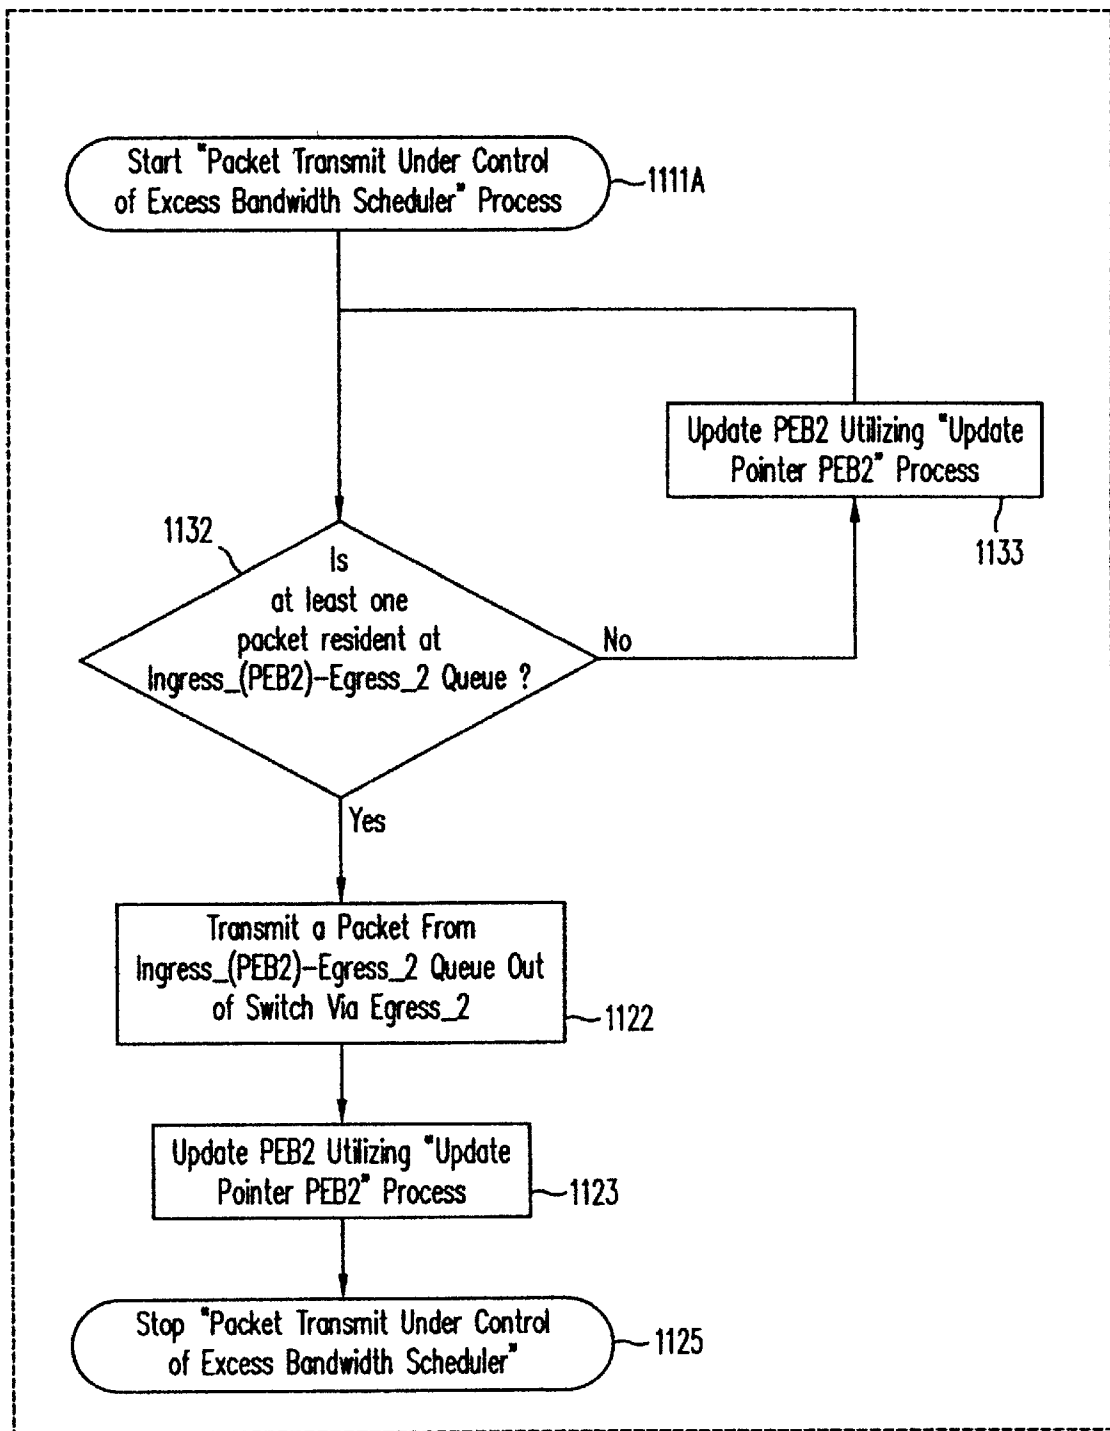 Start "Packet Transmit Under Control
of Excess Bandwidth Scheduler" Process
1111A
Update PEB2 Utilizing "Update
Pointer PEB2" Process
1133
1132
Is
at least one
packet resident at
Ingress_(PEB2)-Egress_2 Queue ?
No
Yes
Transmit a Packet From
Ingress_(PEB2)-Egress_2 Queue Out
of Switch Via Egress_2
1122
Update PEB2 Utilizing "Update
Pointer PEB2" Process
1123
Stop "Packet Transmit Under Control
of Excess Bandwidth Scheduler"
1125